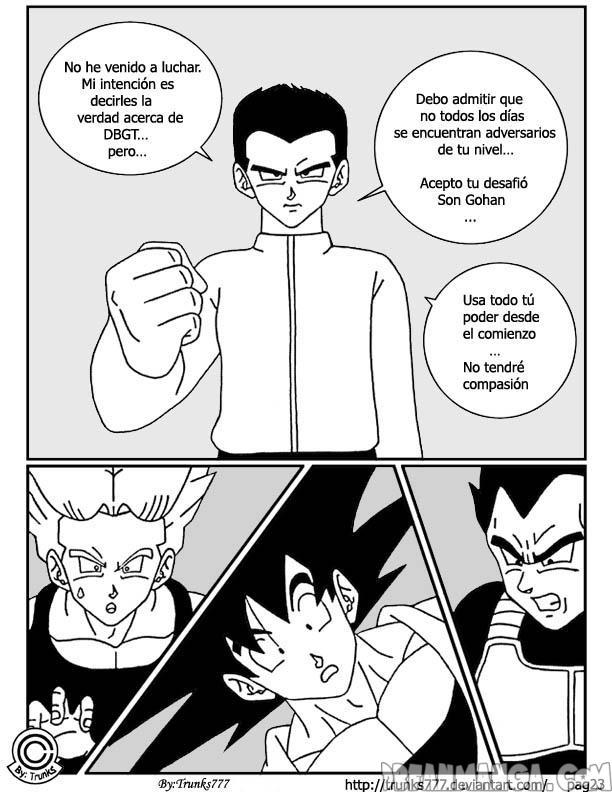 No he venido a luchar.
Mi intención es
decirles la
verdad acerca de
DBGT...
pero...
Debo admitir que
no todos los días
se encuentran adversarios
de tu nivel...
Acepto tu desafió
Son Gohan
...
Usa todo tú
poder desde
el comienzo
...
No tendré
compasión
By: Trunks
By:Trunks777
http://trunks777.deviantart.com/ pag23
DREAMMANGA.COM